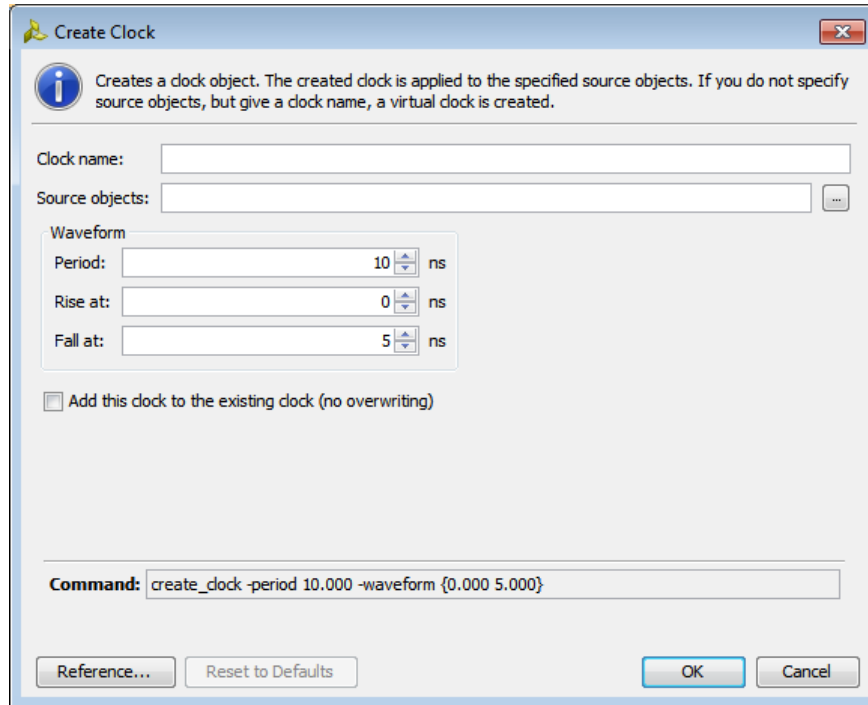 Create Clock
Creates a clock object. The created clock is applied to the specified source objects. If you do not specify
source objects, but give a clock name, a virtual clock is created.
Clock name:
Source objects: ...
Waveform
Period: 10 ns
Rise at: 0 ns
Fall at: 5 ns
Add this clock to the existing clock (no overwriting)
Command: create_clock -period 10.000 -waveform {0.000 5.000}
Reference... Reset to Defaults OK Cancel